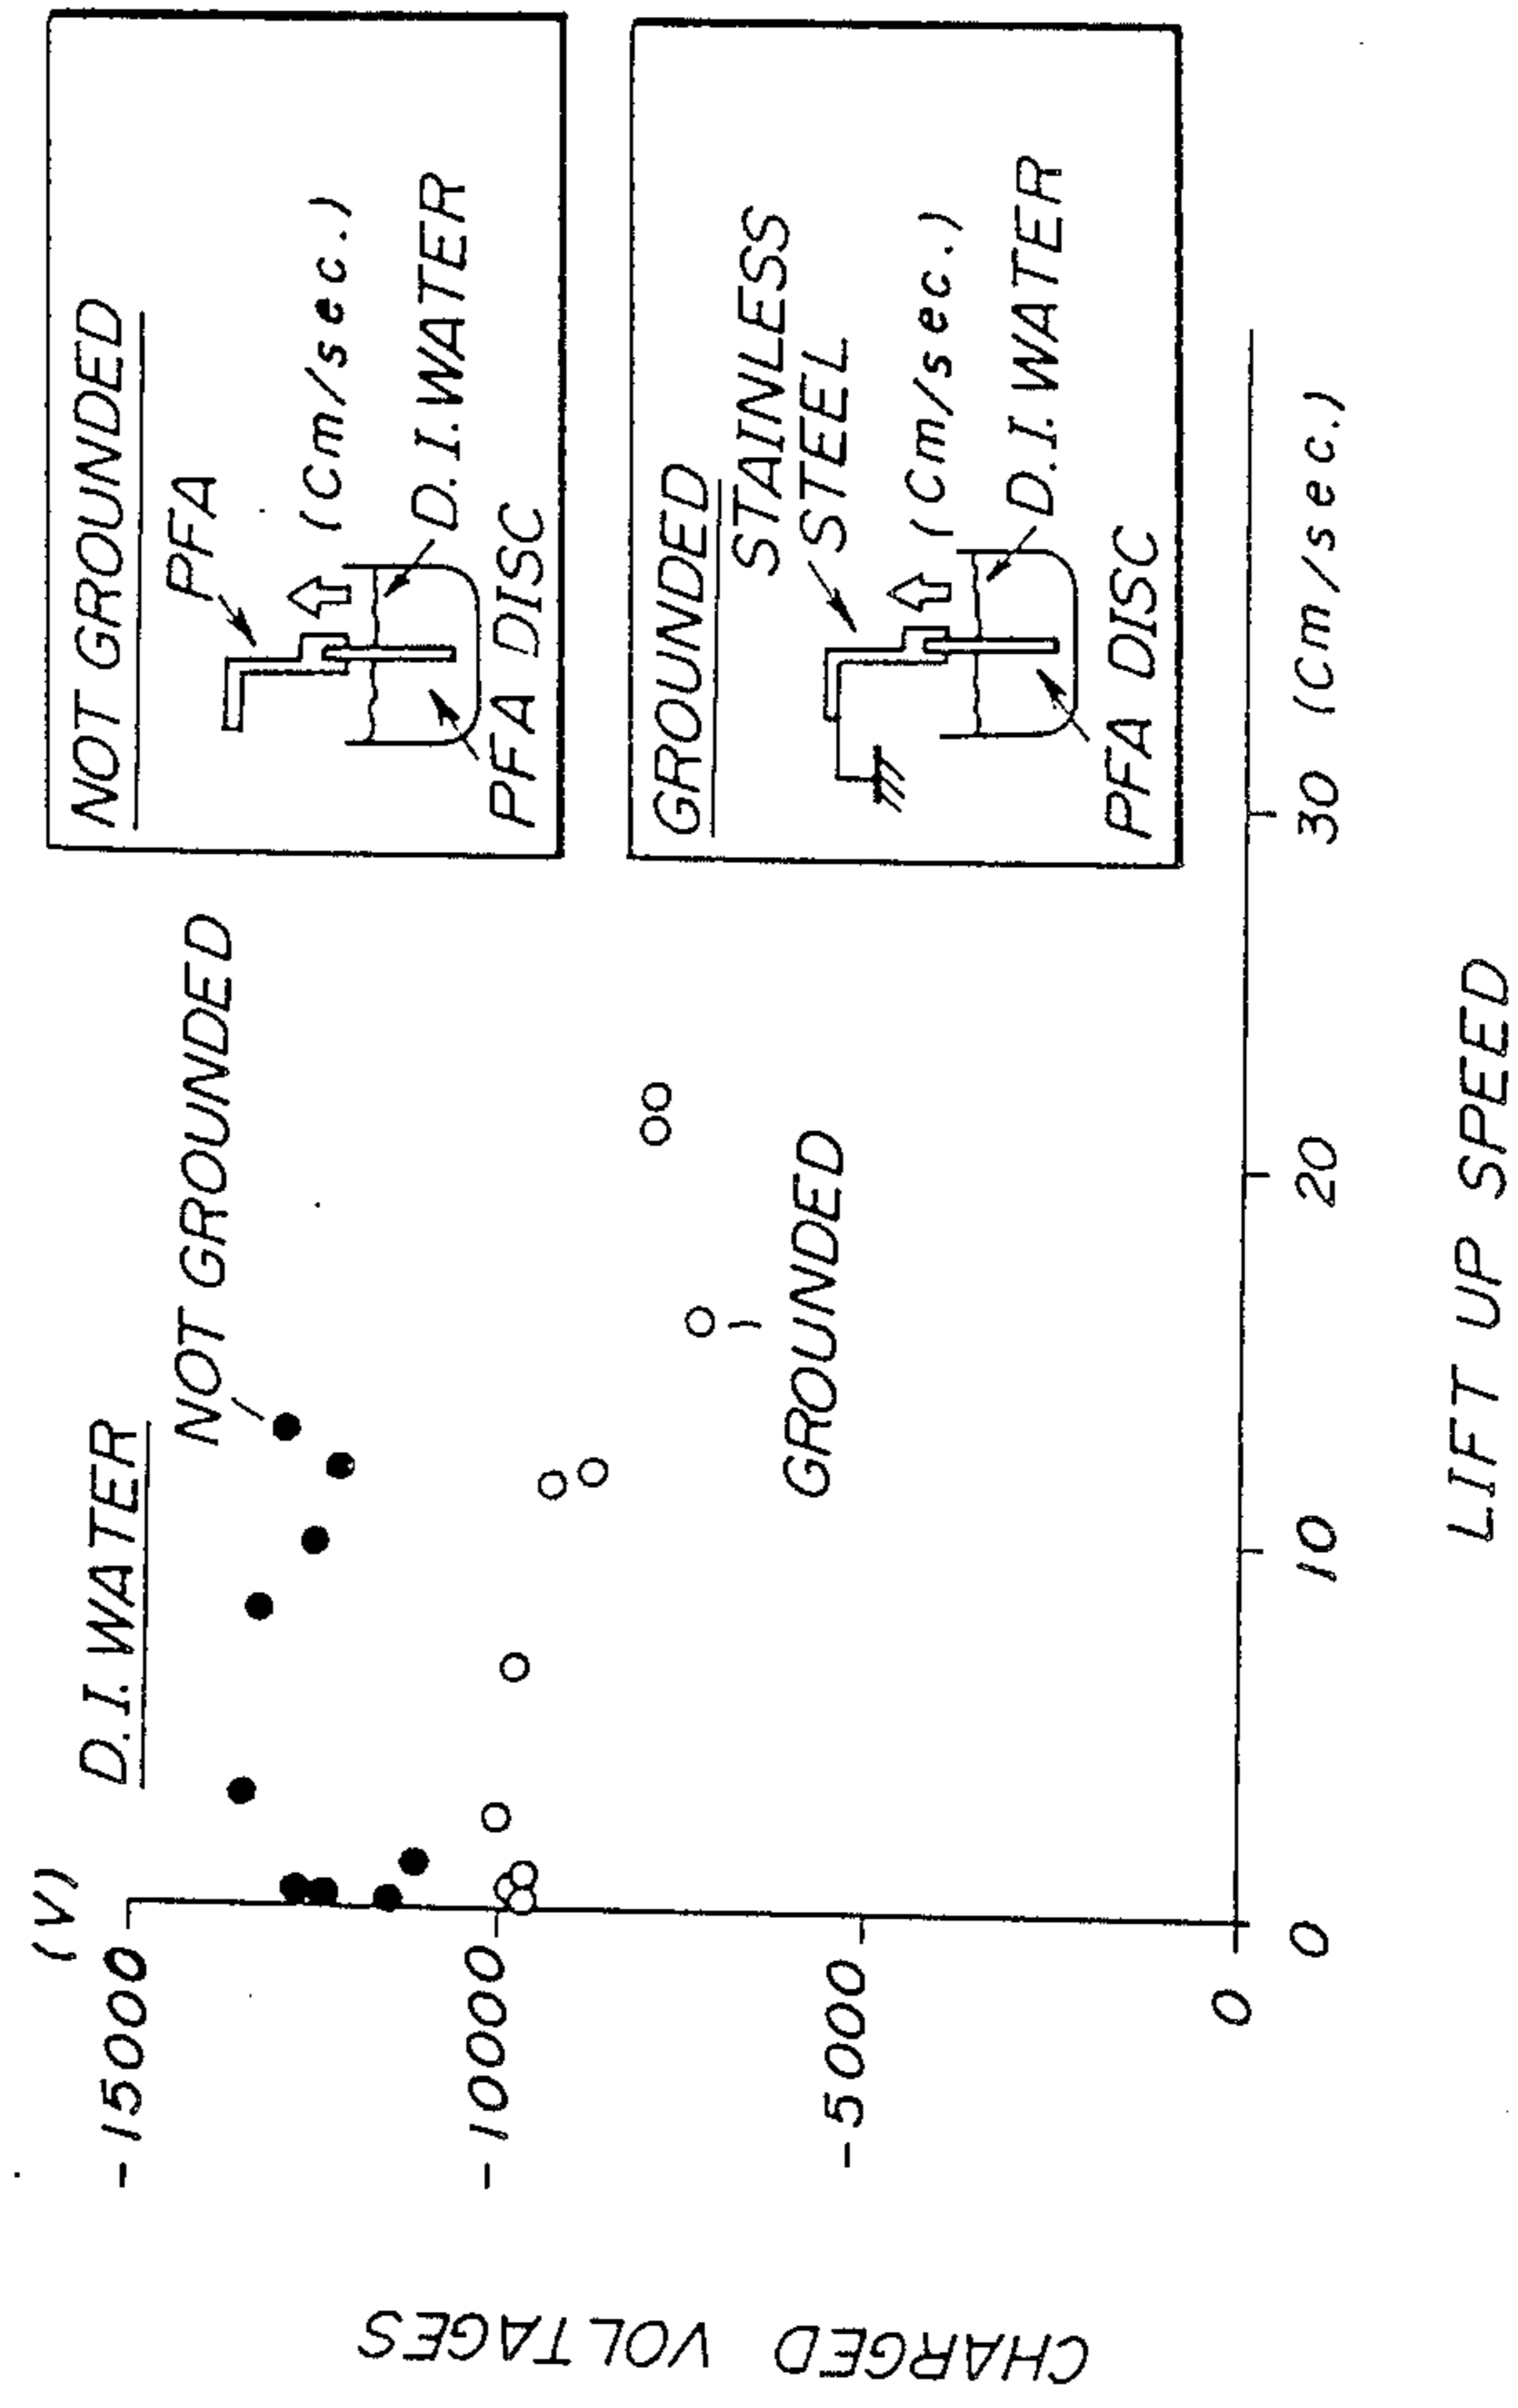 (V)
D.I.WATER
-15000
-10000
-5000
0
NOT GROUNDED
GROUNDED
0
10
20
30 (Cm/sec.)
LIFT UP SPEED
CHARGED VOLTAGES
NOT GROUNDED
PFA
(Cm/sec.)
D.I.WATER
PFA DISC
GROUNDED
STAINLESS
STEEL
(Cm/sec.)
D.I.WATER
PFA DISC